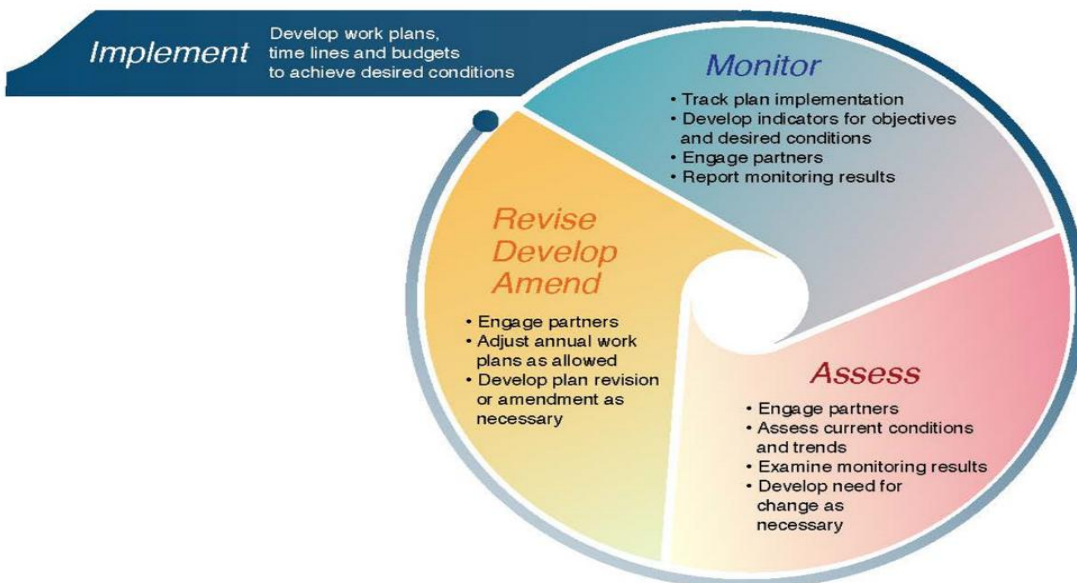 Implement
Develop work plans,
time lines and budgets
to achieve desired conditions
Monitor
• Track plan implementation
• Develop indicators for objectives
and desired conditions
• Engage partners
• Report monitoring results
Assess
• Engage partners
• Assess current conditions
and trends
• Examine monitoring results
• Develop need for
change as
necessary
Revise
Develop
Amend
• Engage partners
• Adjust annual work
plans as allowed
• Develop plan revision
or amendment as
necessary